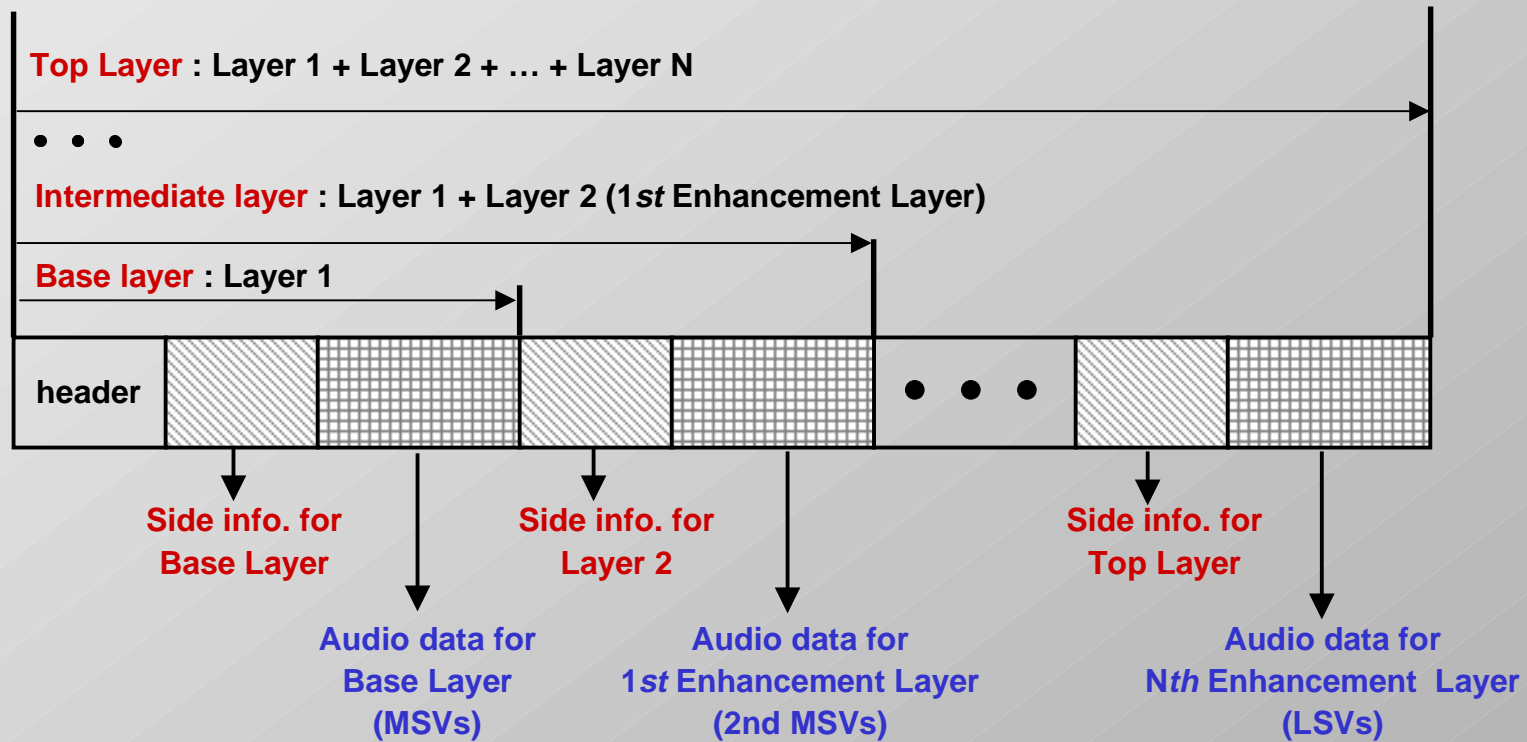 Top Layer : Layer 1 + Layer 2 + … + Layer N
• • •
Intermediate layer : Layer 1 + Layer 2 (1st Enhancement Layer)
Base layer : Layer 1
header
• • •
Side info. for
Base Layer
Side info. for
Layer 2
Side info. for
Top Layer
Audio data for
Base Layer
(MSVs)
Audio data for
1st Enhancement Layer
(2nd MSVs)
Audio data for
Nth Enhancement Layer
(LSVs)